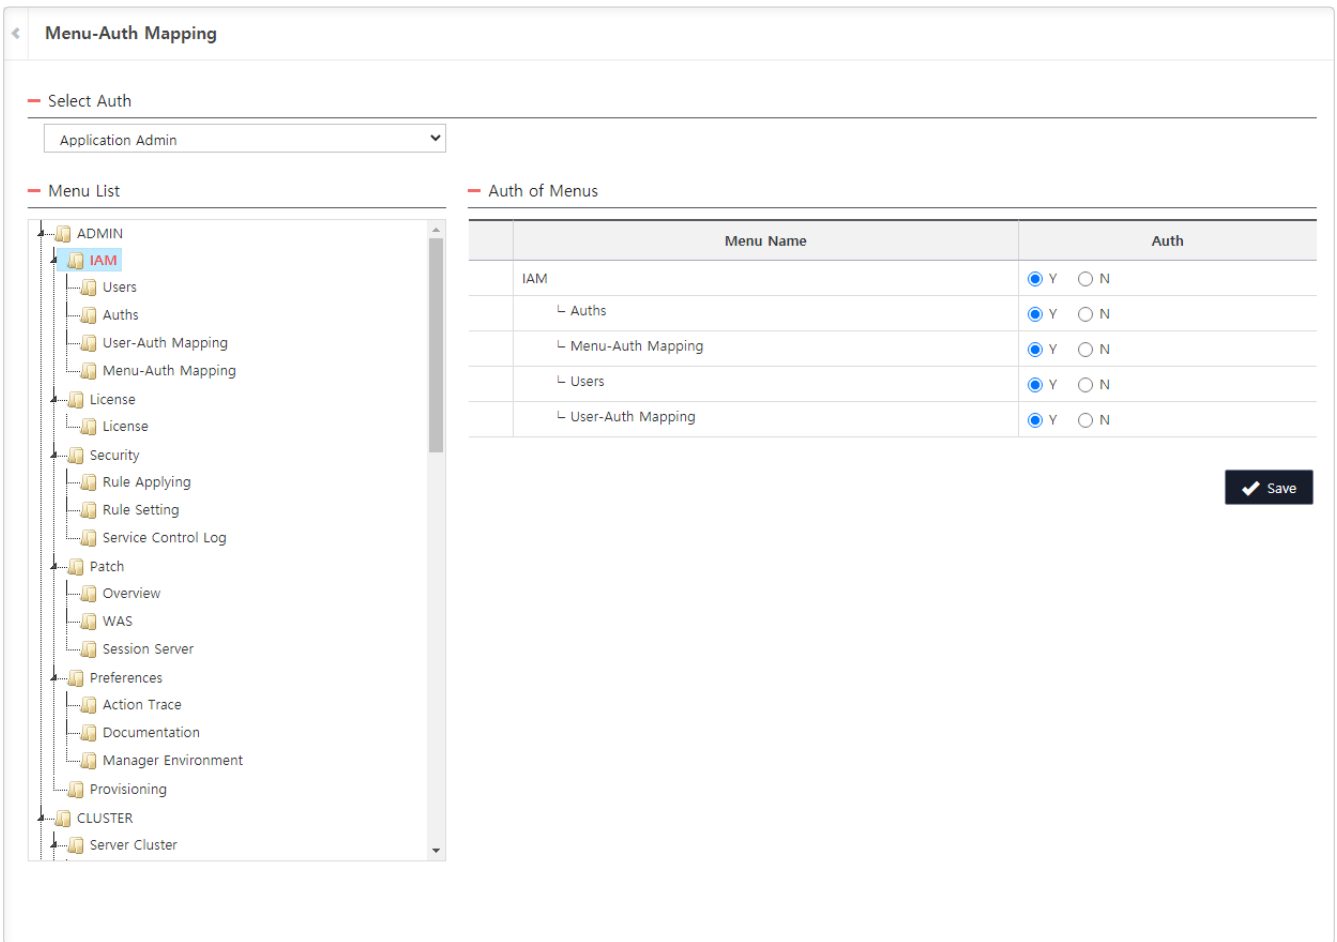 Menu-Auth Mapping
Select Auth
Application Admin
Menu List
ADMIN
IAM
Users
Auths
User-Auth Mapping
Menu-Auth Mapping
License
License
Security
Rule Applying
Rule Setting
Service Control Log
Patch
Overview
WAS
Session Server
Preferences
Action Trace
Documentation
Manager Environment
Provisioning
CLUSTER
Server Cluster
Auth of Menus
Menu Name Auth
IAM Y N
└ Auths Y N
└ Menu-Auth Mapping Y N
└ Users Y N
└ User-Auth Mapping Y N
Save